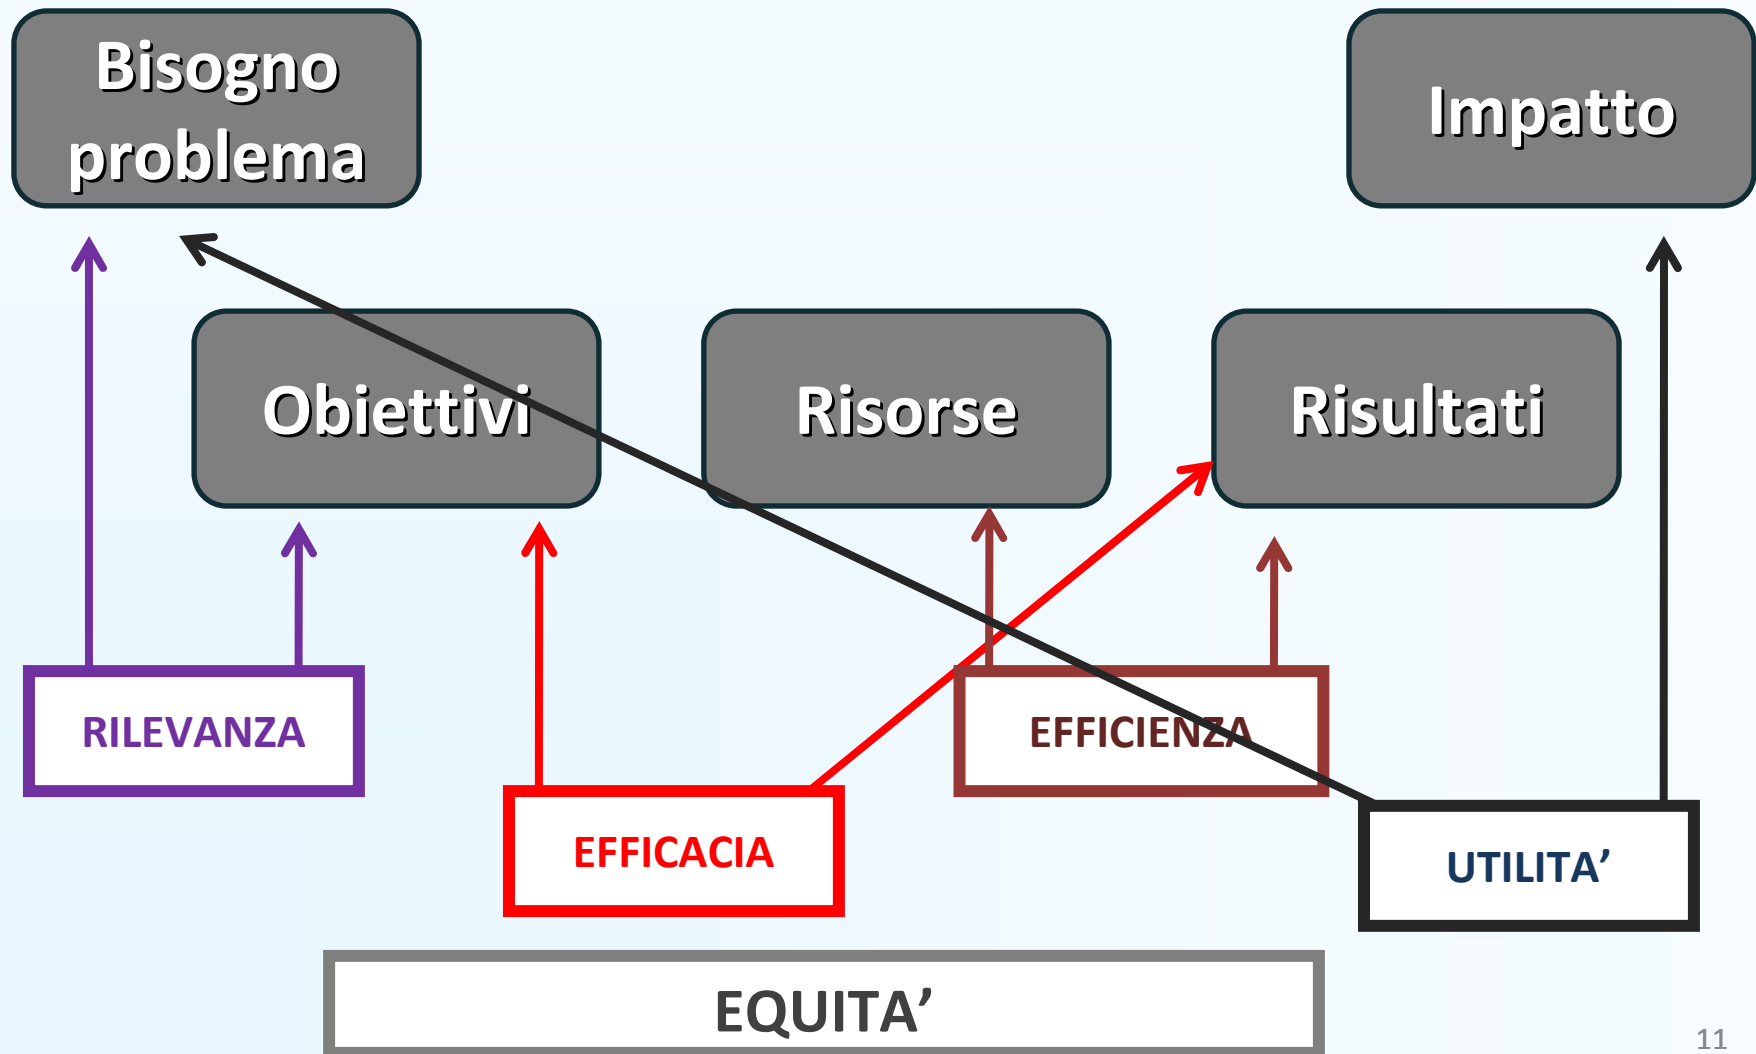 Bisogno
problema
Impatto
Obiettivi
Risorse
Risultati
RILEVANZA
EFFICIENZA
EFFICACIA
UTILITA’
EQUITA’
11